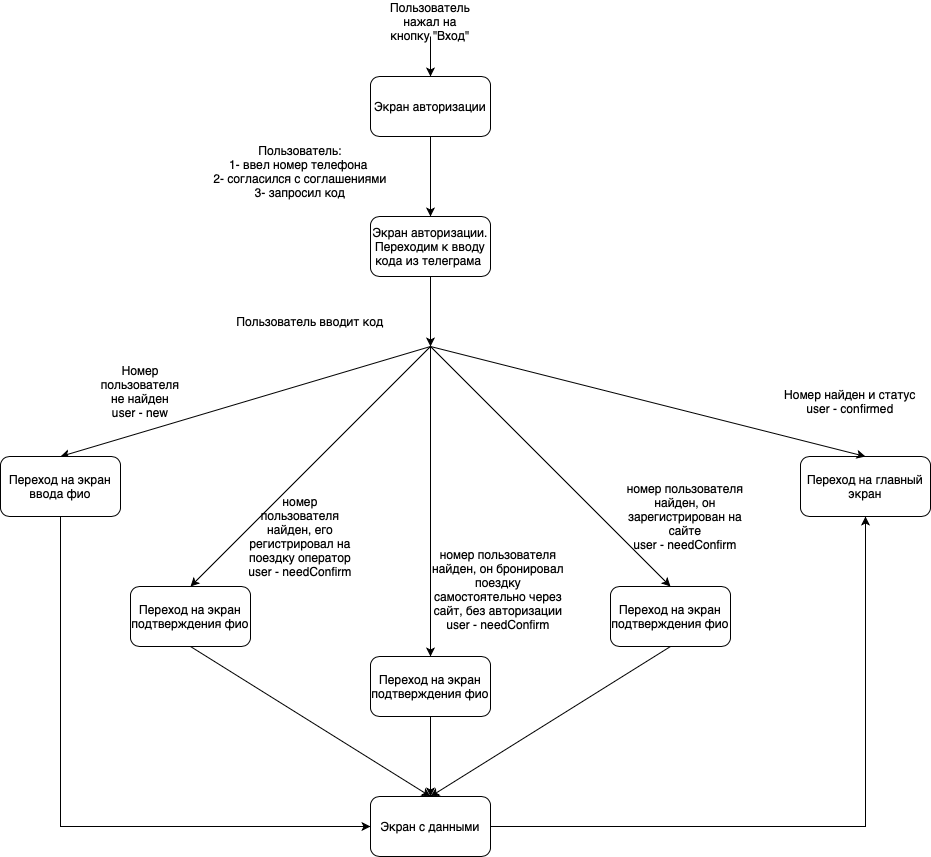 Пользователь
нажал на
кнопку "Вход"
Экран авторизации
Пользователь:
1- ввел номер телефона
2- согласился с соглашениями
3- запросил код
Экран авторизации.
Переходим к вводу
кода из телеграма
Пользователь вводит код
Номер
пользователя
не найден
user - new
Номер найден и статус
user - confirmed
Переход на экран
ввода фио
Переход на главный
экран
номер
пользователя
найден, его
регистрировал на
поездку оператор
user - needConfirm
номер пользователя
найден, он бронировал
поездку
самостоятельно через
сайт, без авторизации
user - needConfirm
номер пользователя
найден, он
зарегистрирован на
сайте
user - needConfirm
Переход на экран
подтверждения фио
Переход на экран
подтверждения фио
Переход на экран
подтверждения фио
Экран с данными